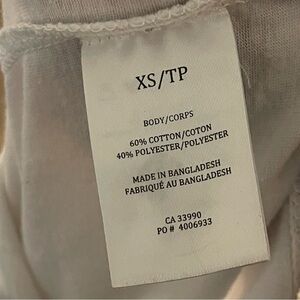 XS/TP
BODY/CORPS
60% COTTON/COTON
40% POLYESTER/POLYESTER
MADE IN BANGLADESH
FABRIQUÉ AU BANGLADESH
CA 33990
PO # 4006933